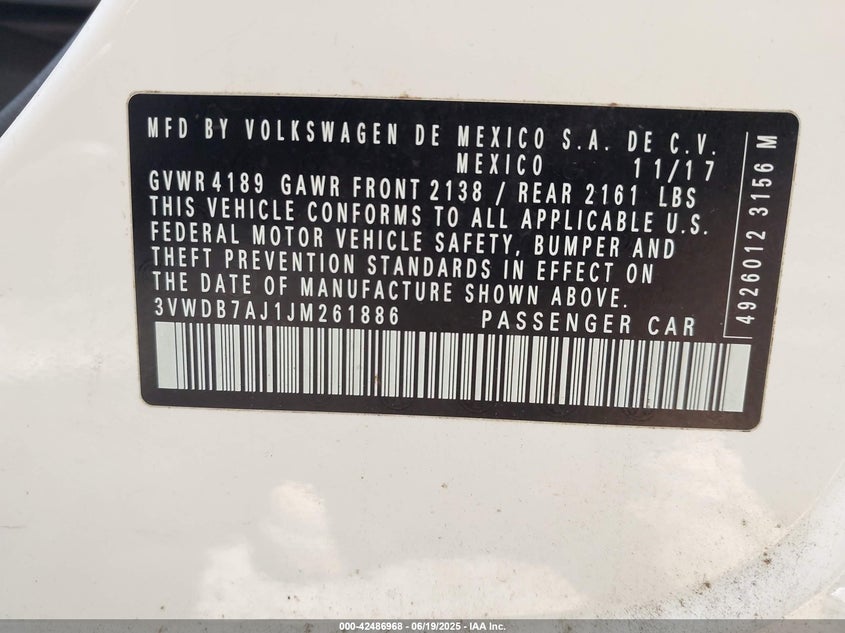 MFD BY VOLKSWAGEN DE MEXICO S.A. DE C.V.
MEXICO 11/17
GVWR 4189 GAWR FRONT 2138 / REAR 2161 LBS
THIS VEHICLE CONFORMS TO ALL APPLICABLE U.S.
FEDERAL MOTOR VEHICLE SAFETY, BUMPER AND
THEFT PREVENTION STANDARDS IN EFFECT ON
THE DATE OF MANUFACTURE SHOWN ABOVE.
3VWDB7AJ1JM261886 PASSENGER CAR
4926012 3156 M
000-42486968 - 06/19/2025 - IAA Inc.